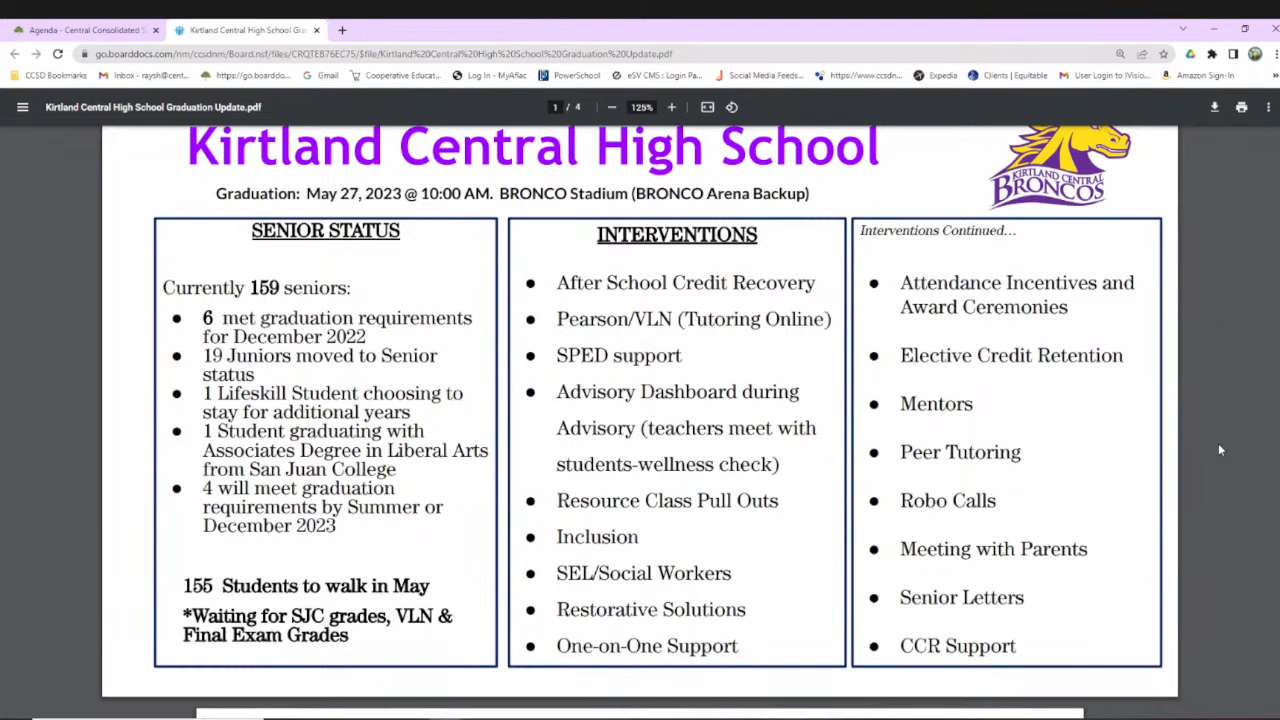 Agenda - Central Consolidated S
Kirtland Central High School Gra
go.boarddocs.com/nm/ccsdnm/Board.nsf/files/CRQTEB76EC75/$file/Kirtland%20Central%20High%20School%20Graduation%20Update.pdf
CCSD Bookmarks
Inbox - raysh@cent...
https://go.boarddo...
Gmail
Cooperative Educat...
Log In - MyAflac
PowerSchool
eSV CMS : Login Pa...
Social Media Feeds...
https://www.ccsdn...
Expedia
Clients | Equitable
User Login to IVisio...
Amazon Sign-In
Kirtland Central High School Graduation Update.pdf
1 / 4
125%
Kirtland Central High School
KIRTLAND CENTRAL
BRONCOS
Graduation: May 27, 2023 @ 10:00 AM. BRONCO Stadium (BRONCO Arena Backup)
SENIOR STATUS
Currently 159 seniors:
● 6 met graduation requirements
for December 2022
● 19 Juniors moved to Senior
status
● 1 Lifeskill Student choosing to
stay for additional years
● 1 Student graduating with
Associates Degree in Liberal Arts
from San Juan College
● 4 will meet graduation
requirements by Summer or
December 2023
155 Students to walk in May
*Waiting for SJC grades, VLN &
Final Exam Grades
INTERVENTIONS
● After School Credit Recovery
● Pearson/VLN (Tutoring Online)
● SPED support
● Advisory Dashboard during
Advisory (teachers meet with
students-wellness check)
● Resource Class Pull Outs
● Inclusion
● SEL/Social Workers
● Restorative Solutions
● One-on-One Support
Interventions Continued...
● Attendance Incentives and
Award Ceremonies
● Elective Credit Retention
● Mentors
● Peer Tutoring
● Robo Calls
● Meeting with Parents
● Senior Letters
● CCR Support